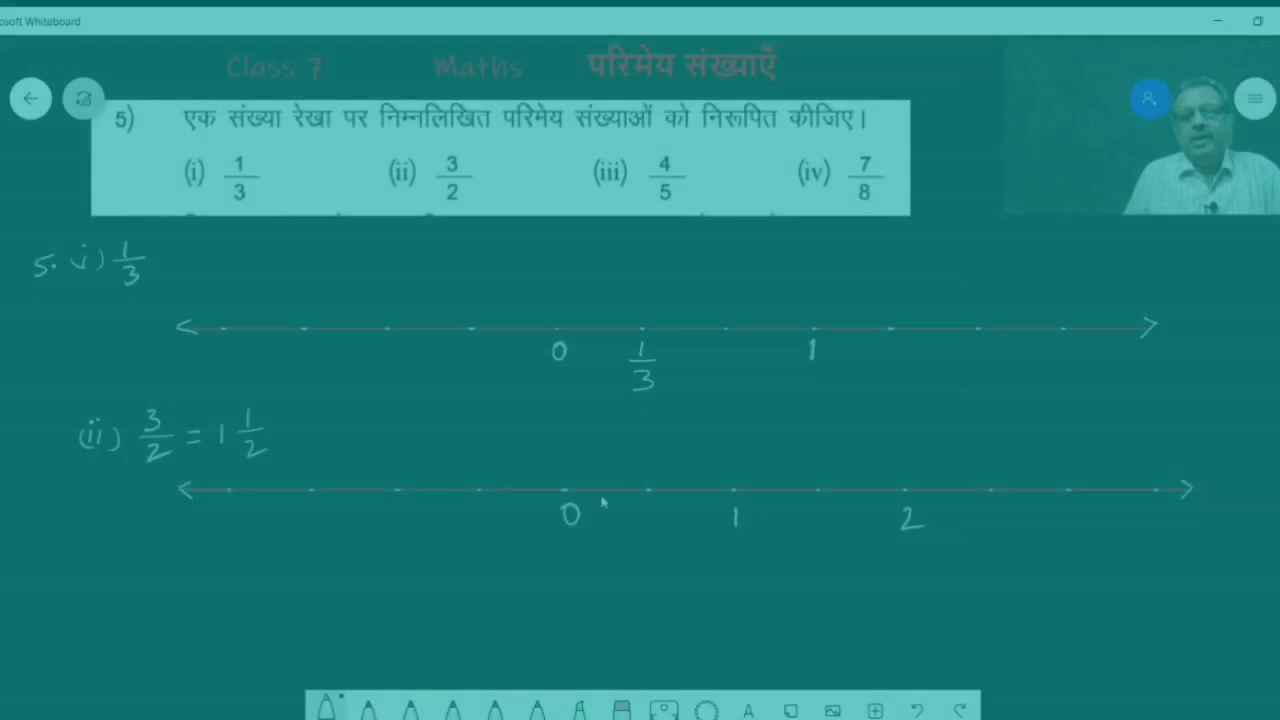 osoft Whiteboard
Class 7 Maths परिमेय संख्याएँ
5) एक संख्या रेखा पर निम्नलिखित परिमेय संख्याओं को निरूपित कीजिए।
(i) 1/3 (ii) 3/2 (iii) 4/5 (iv) 7/8
5. i) 1/3
0 1/3 1
(ii) 3/2 = 1 1/2
0 1 2